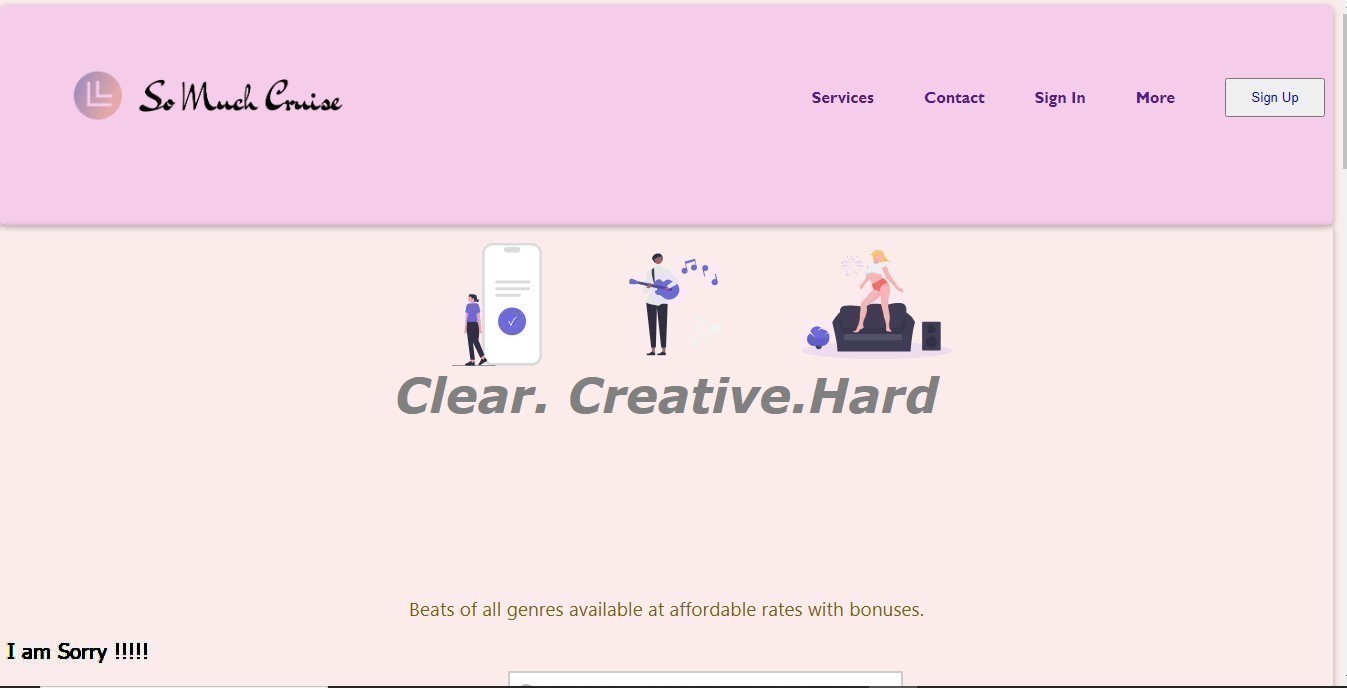 So Much Cruise
Services Contact Sign In More Sign Up
Clear. Creative.Hard
Beats of all genres available at affordable rates with bonuses.
I am Sorry !!!!!